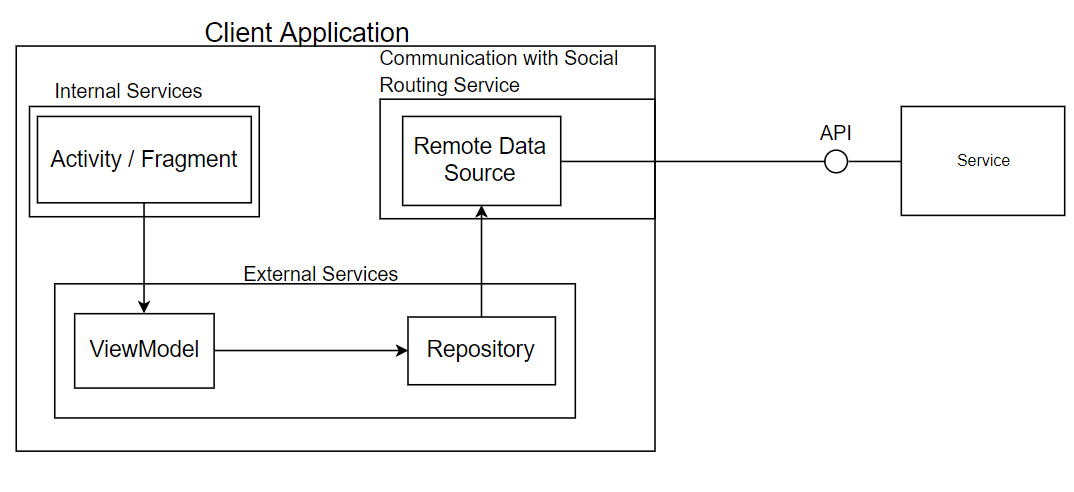 Client Application
Communication with Social
Routing Service
Internal Services
Activity / Fragment
Remote Data
Source
API
Service
External Services
ViewModel
Repository